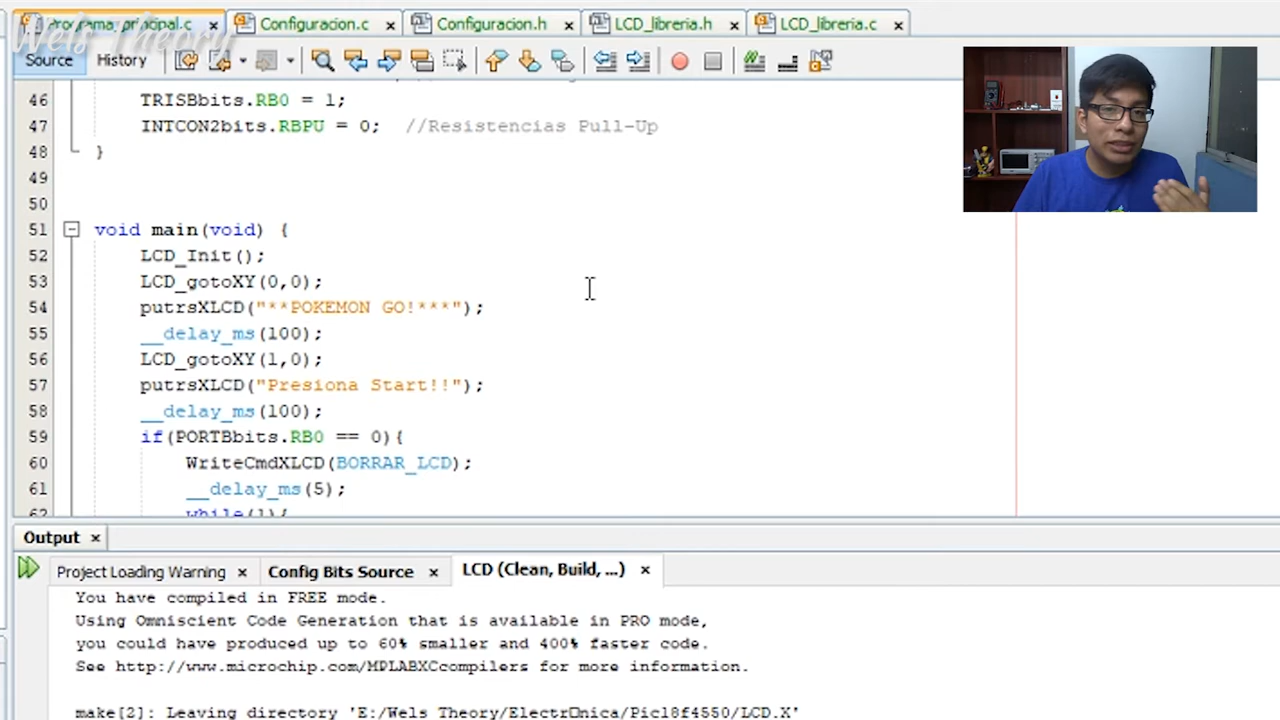 Programa_principal.c × Configuracion.c × Configuracion.h × LCD_libreria.h × LCD_libreria.c ×
Wels Theory
Source History
46 TRISBbits.RB0 = 1;
47 INTCON2bits.RBPU = 0; //Resistencias Pull-Up
48 }
49
50
51 void main(void) {
52 LCD_Init();
53 LCD_gotoXY(0,0);
54 putrsXLCD("**POKEMON GO!***");
55 __delay_ms(100);
56 LCD_gotoXY(1,0);
57 putrsXLCD("Presiona Start!!");
58 __delay_ms(100);
59 if(PORTBbits.RB0 == 0){
60 WriteCmdXLCD(BORRAR_LCD);
61 __delay_ms(5);
62 while(1){
Output ×
Project Loading Warning × Config Bits Source × LCD (Clean, Build, ...) ×
You have compiled in FREE mode.
Using Omniscient Code Generation that is available in PRO mode,
you could have produced up to 60% smaller and 400% faster code.
See http://www.microchip.com/MPLABXCcompilers for more information.
make[2]: Leaving directory 'E:/Wels Theory/Electr□nica/Pic18f4550/LCD.X'